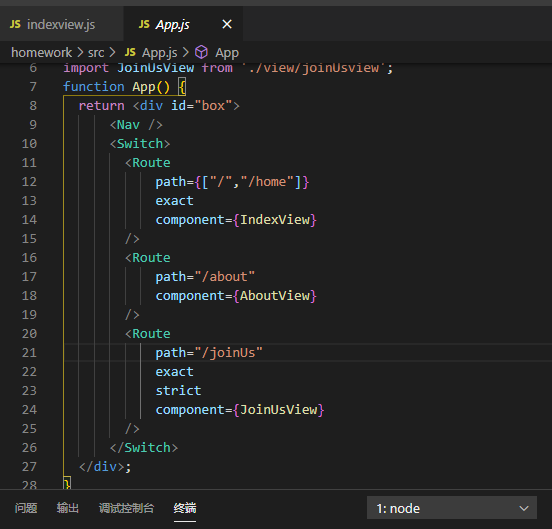 JS indexview.js JS App.js ×
homework > src > JS App.js > App
6 import JoinUsView from './view/joinUsview';
7 function App() {
8 return <div id="box">
9 <Nav />
10 <Switch>
11 <Route
12 path={["/","/home"]}
13 exact
14 component={IndexView}
15 />
16 <Route
17 path="/about"
18 component={AboutView}
19 />
20 <Route
21 path="/joinUs"
22 exact
23 strict
24 component={JoinUsView}
25 />
26 </Switch>
27 </div>;
28 }
问题 输出 调试控制台 终端 1: node